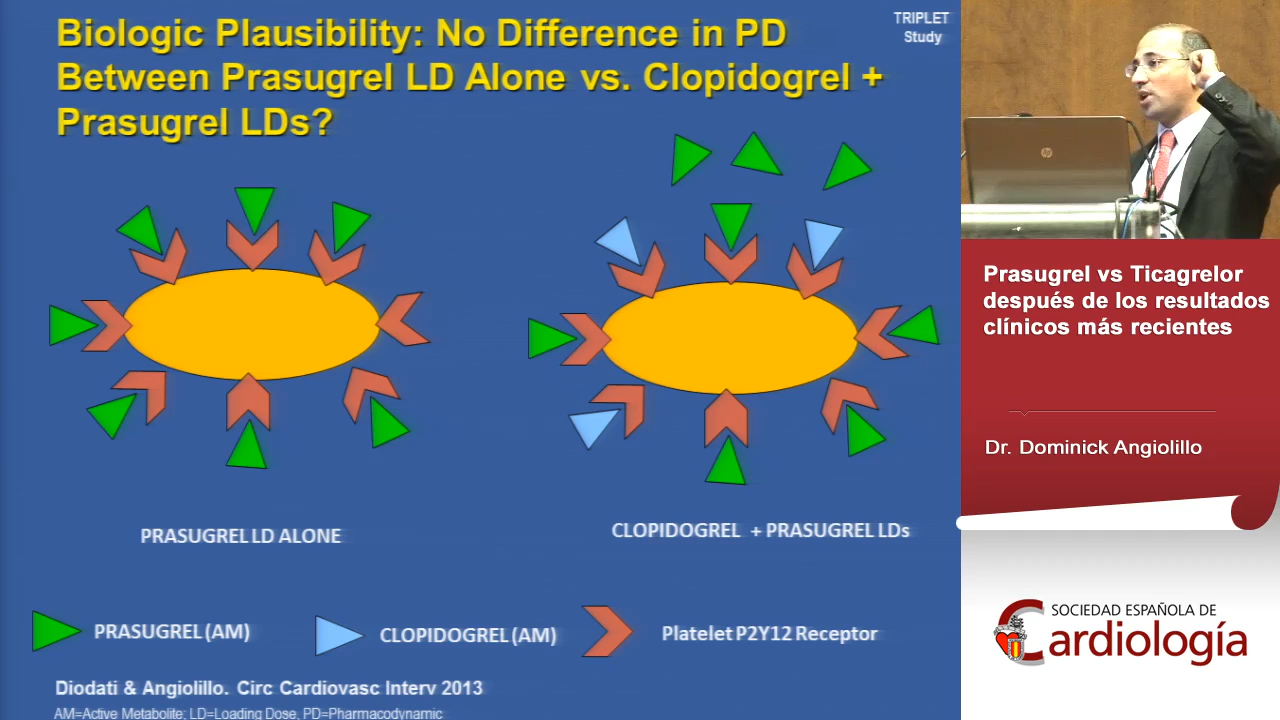 Biologic Plausibility: No Difference in PD
Between Prasugrel LD Alone vs. Clopidogrel +
Prasugrel LDs?
TRIPLET
Study
PRASUGREL LD ALONE
CLOPIDOGREL + PRASUGREL LDs
PRASUGREL (AM)
CLOPIDOGREL (AM)
Platelet P2Y12 Receptor
Diodati & Angiolillo. Circ Cardiovasc Interv 2013
AM=Active Metabolite; LD=Loading Dose, PD=Pharmacodynamic
Prasugrel vs Ticagrelor
después de los resultados
clínicos más recientes
Dr. Dominick Angiolillo
SOCIEDAD ESPAÑOLA DE
Cardiología